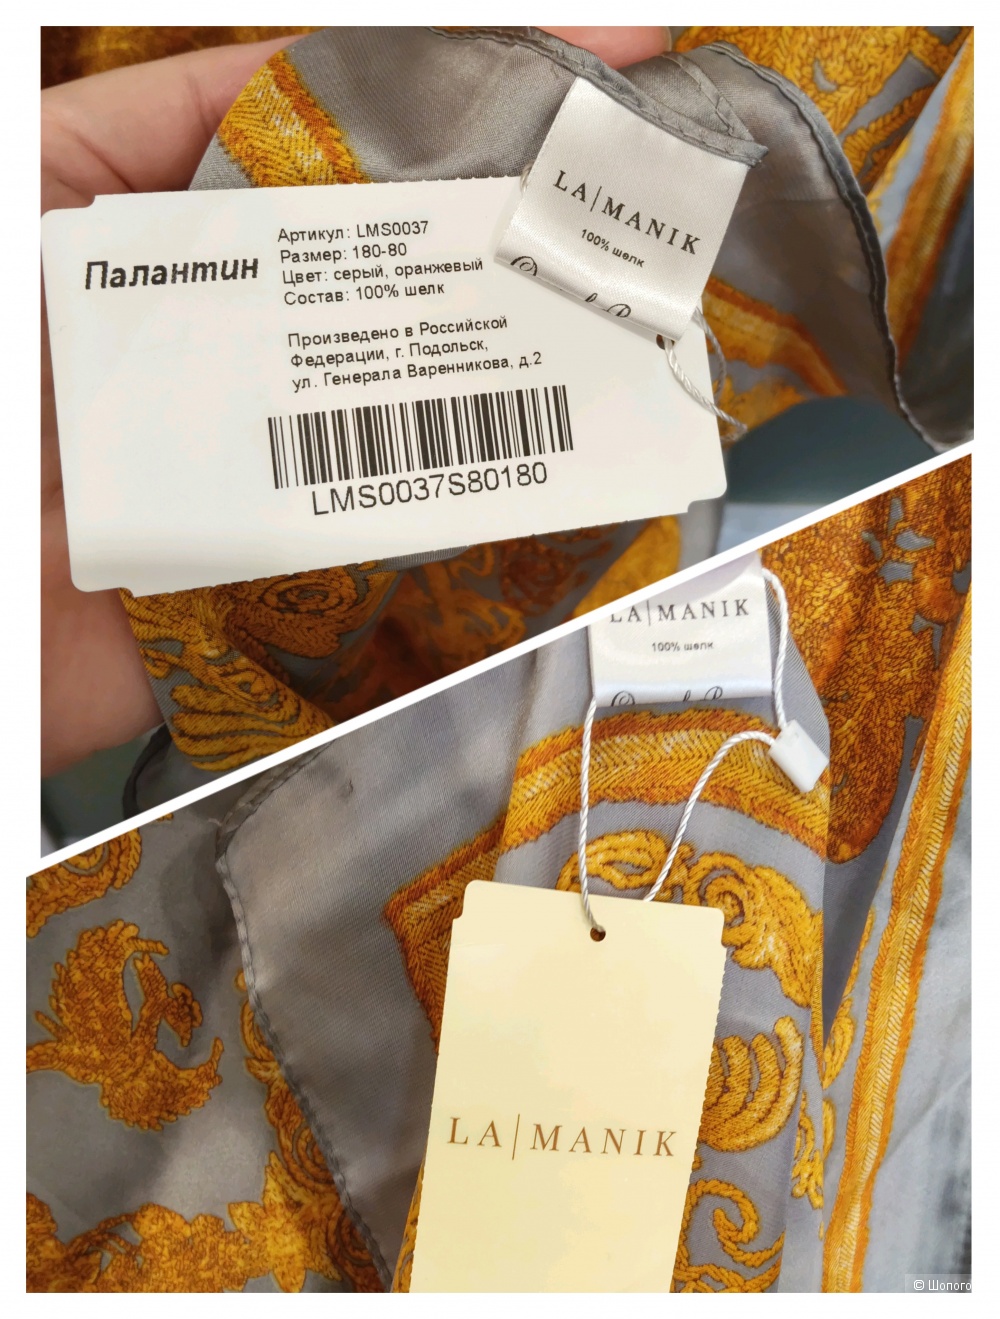 LA|MANIK
100% шелк
Палантин
Артикул: LMS0037
Размер: 180-80
Цвет: серый, оранжевый
Состав: 100% шелк
Произведено в Российской
Федерации, г. Подольск,
ул. Генерала Варенникова, д.2
LMS0037S80180
LA|MANIK
100% шелк
LA|MANIK
© Шопого